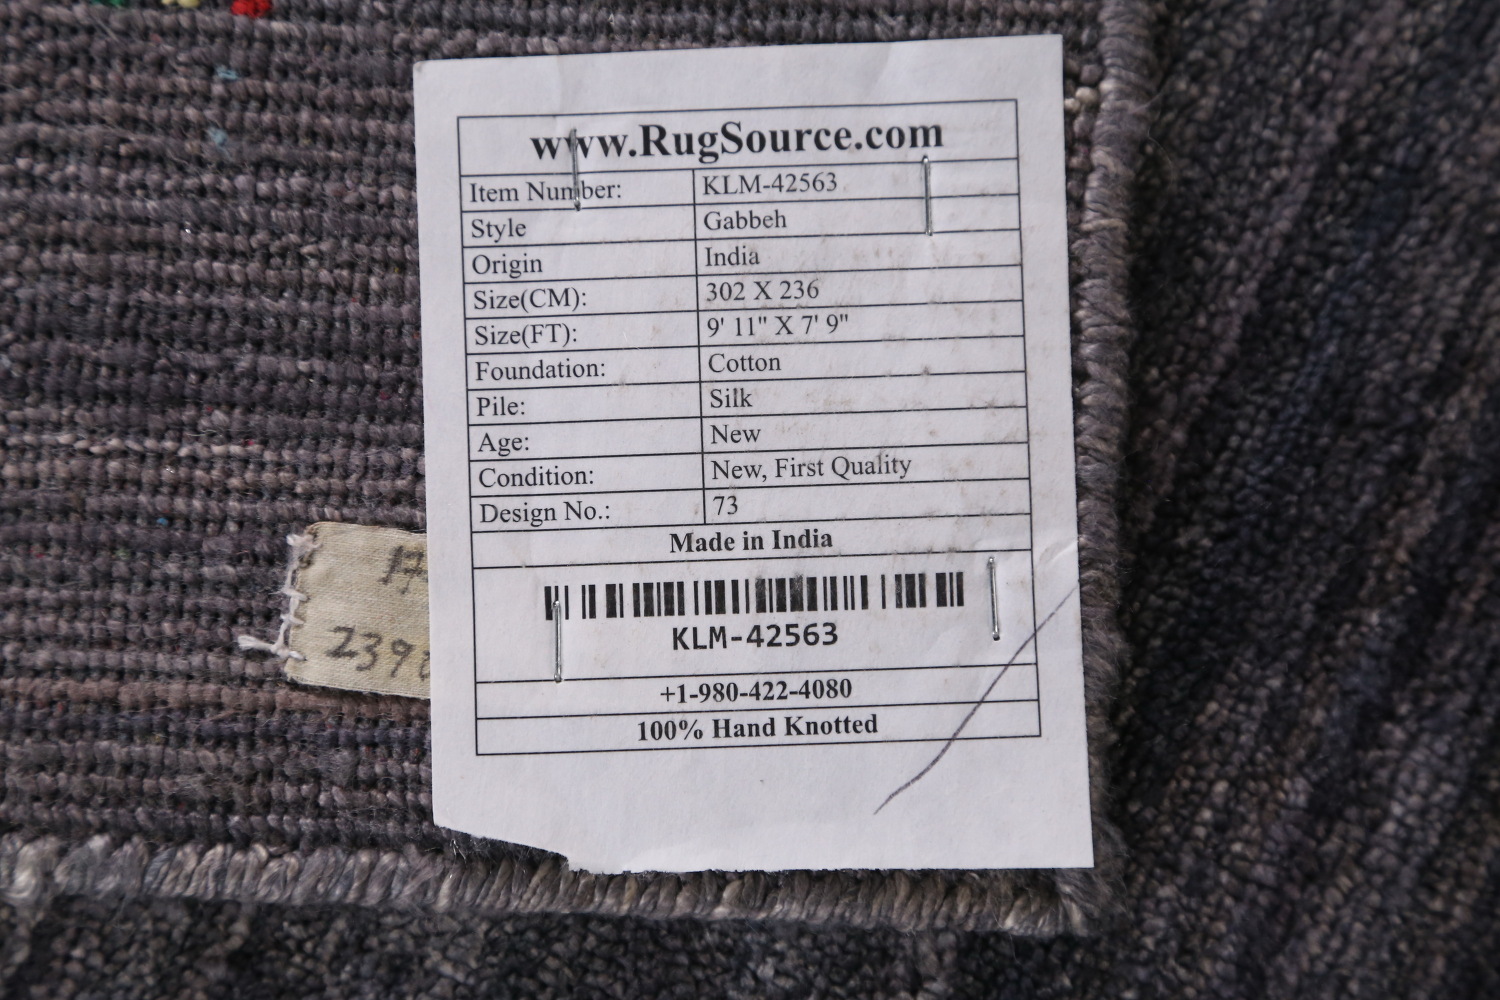 www.RugSource.com
Item Number: KLM-42563
Style Gabbeh
Origin India
Size(CM): 302 X 236
Size(FT): 9' 11" X 7' 9"
Foundation: Cotton
Pile: Silk
Age: New
Condition: New, First Quality
Design No.: 73
Made in India
KLM-42563
+1-980-422-4080
100% Hand Knotted